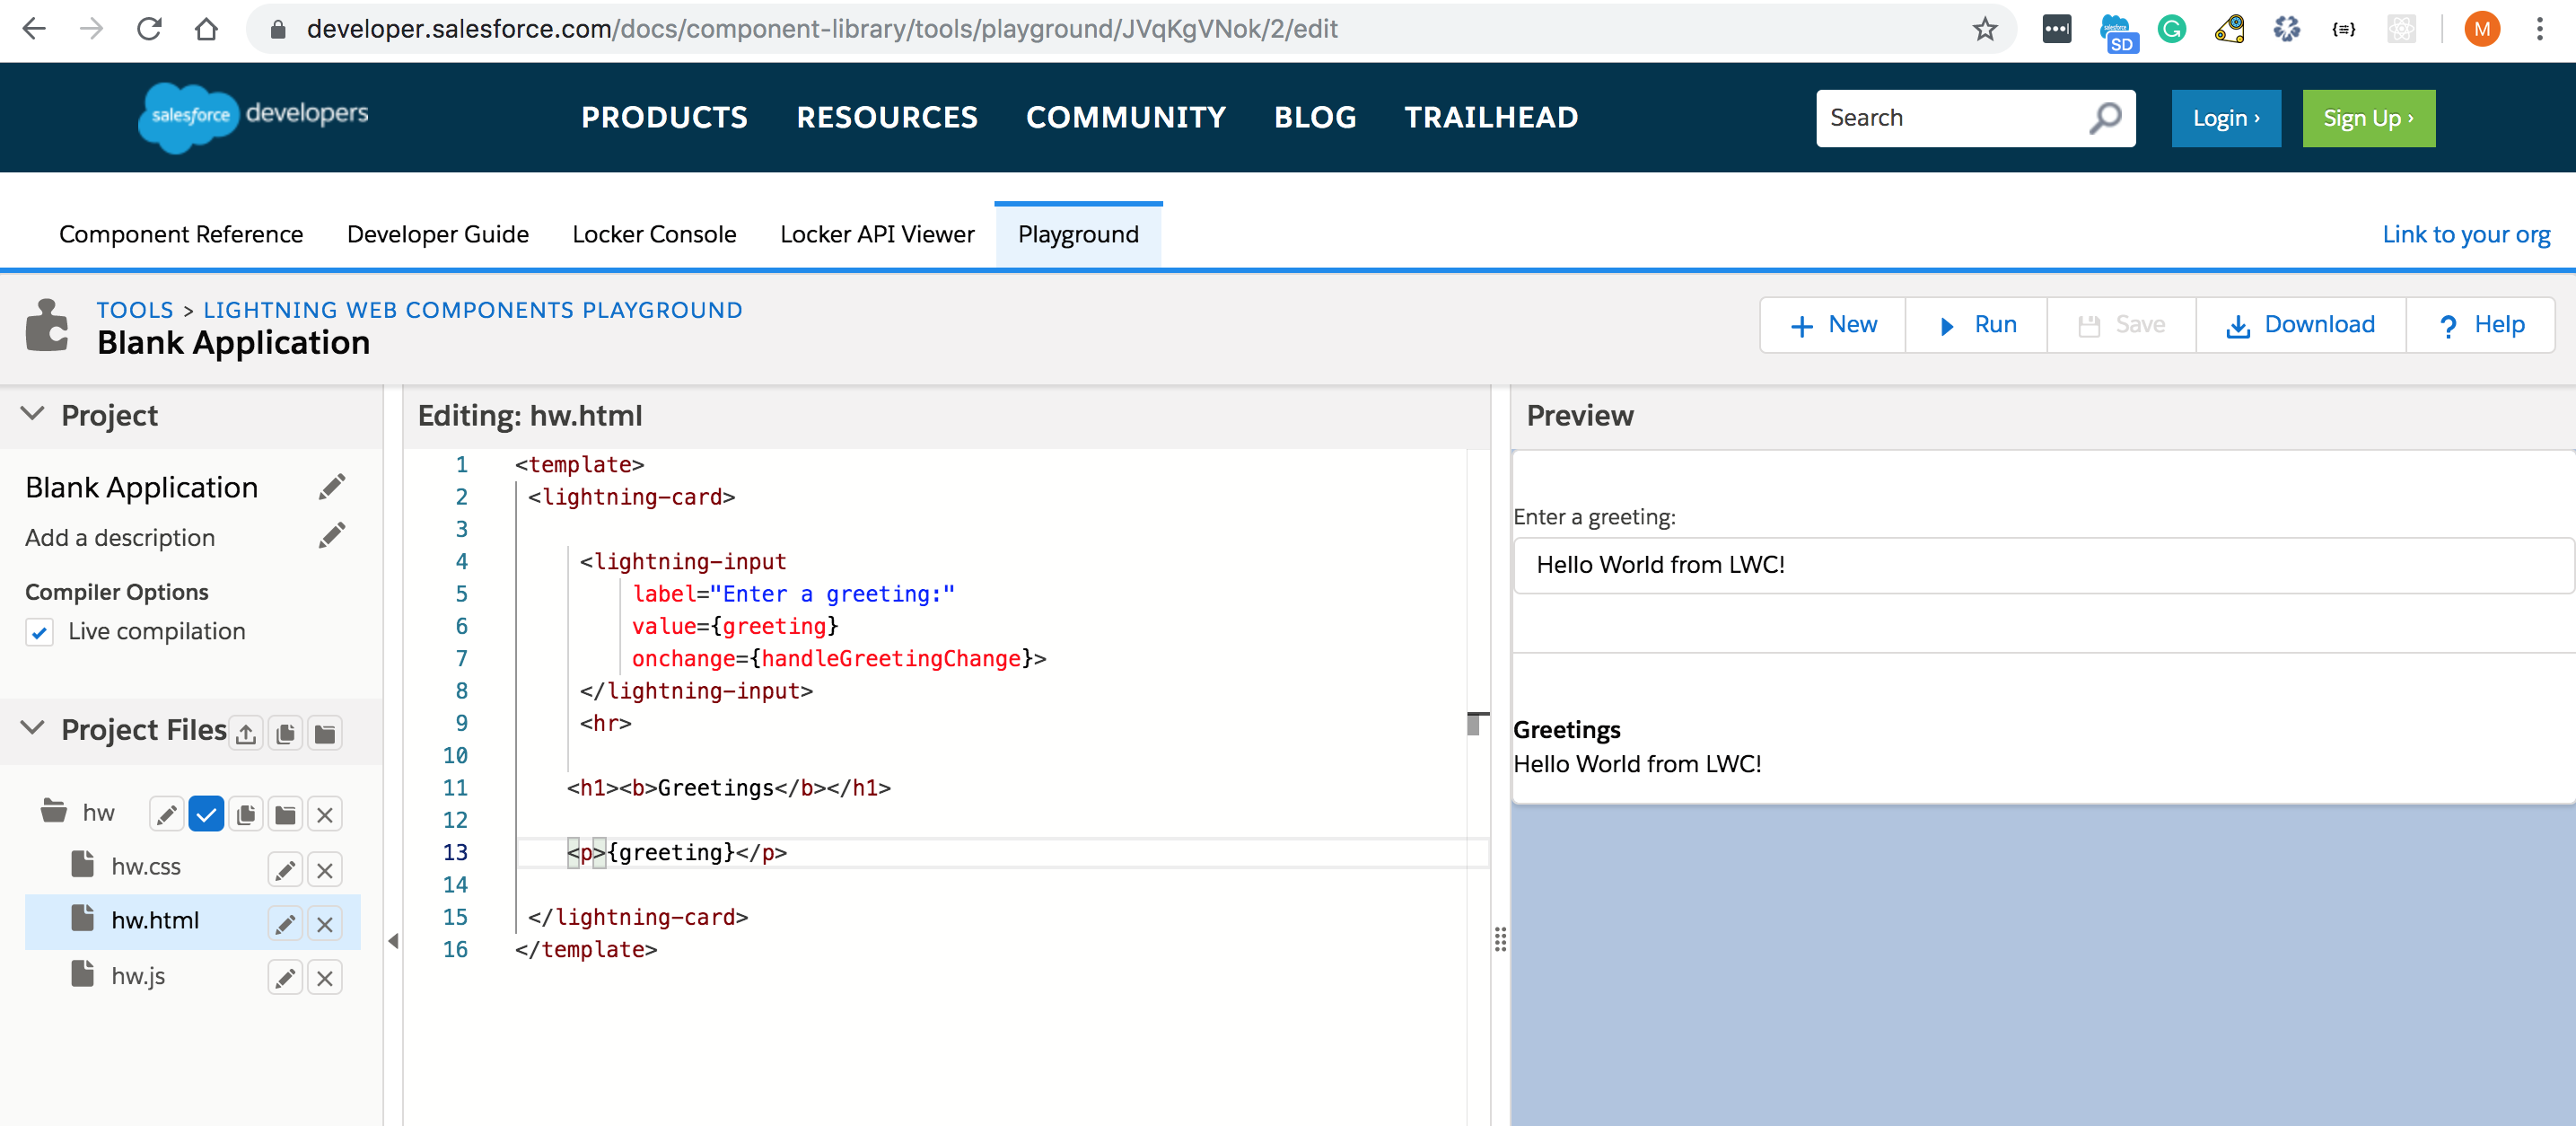 developer.salesforce.com/docs/component-library/tools/playground/JVqKgVNok/2/edit
SD
M
salesforce developers
PRODUCTS RESOURCES COMMUNITY BLOG TRAILHEAD
Search
Login ›
Sign Up ›
Component Reference Developer Guide Locker Console Locker API Viewer Playground
Link to your org
TOOLS > LIGHTNING WEB COMPONENTS PLAYGROUND
Blank Application
New Run Save Download ? Help
Project
Blank Application
Add a description
Compiler Options
Live compilation
Project Files
hw
hw.css
hw.html
hw.js
Editing: hw.html
1 <template>
2 <lightning-card>
3
4 <lightning-input
5 label="Enter a greeting:"
6 value={greeting}
7 onchange={handleGreetingChange}>
8 </lightning-input>
9 <hr>
10
11 <h1><b>Greetings</b></h1>
12
13 <p>{greeting}</p>
14
15 </lightning-card>
16 </template>
Preview
Enter a greeting:
Hello World from LWC!
Greetings
Hello World from LWC!